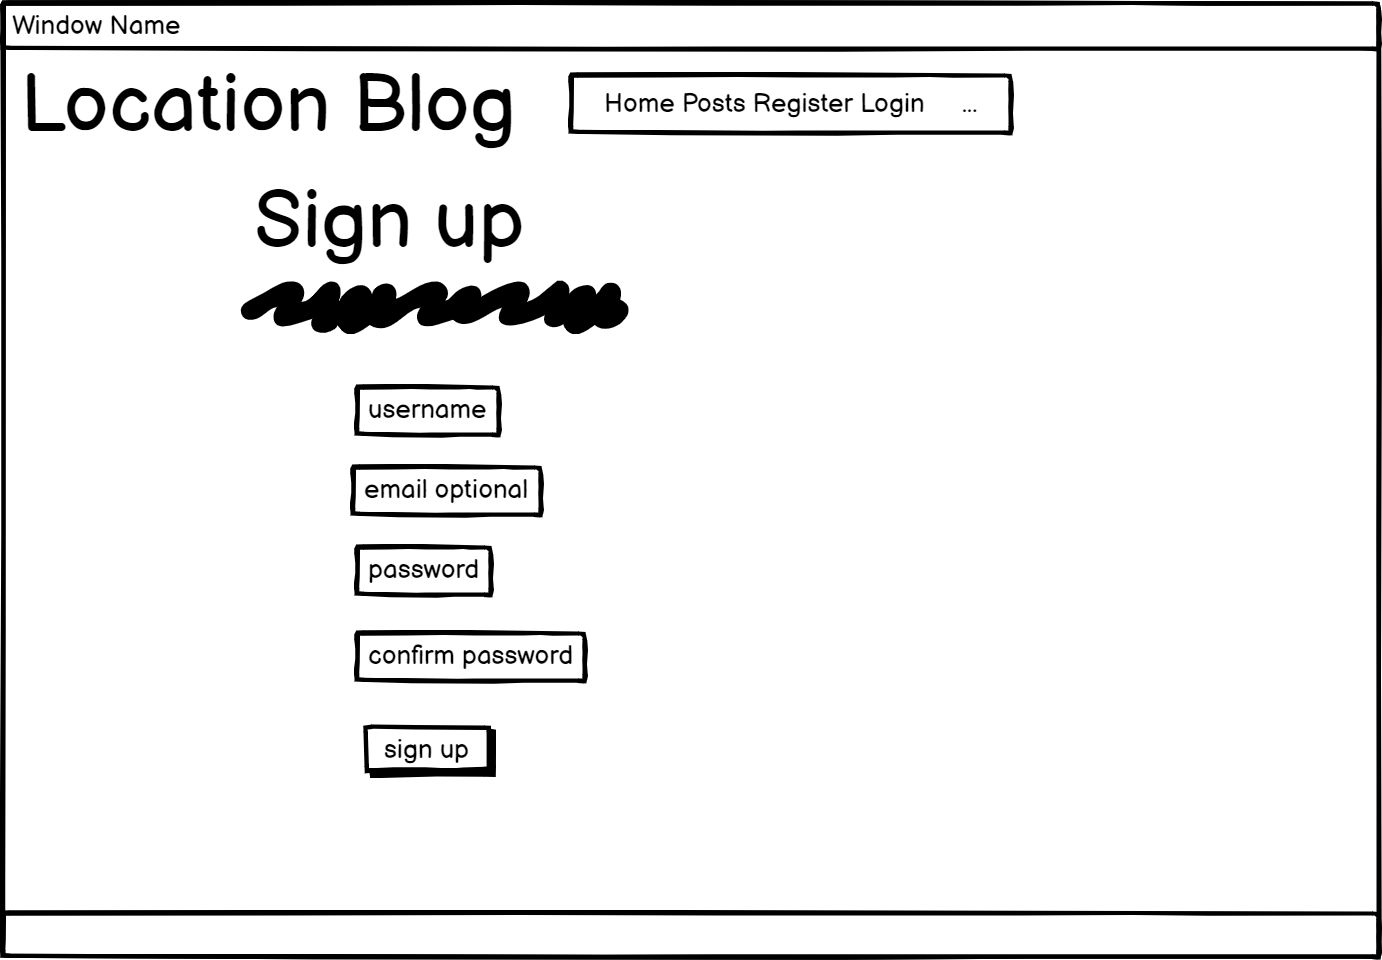 Window Name
Location Blog
Home Posts Register Login ...
Sign up
username
email optional
password
confirm password
sign up